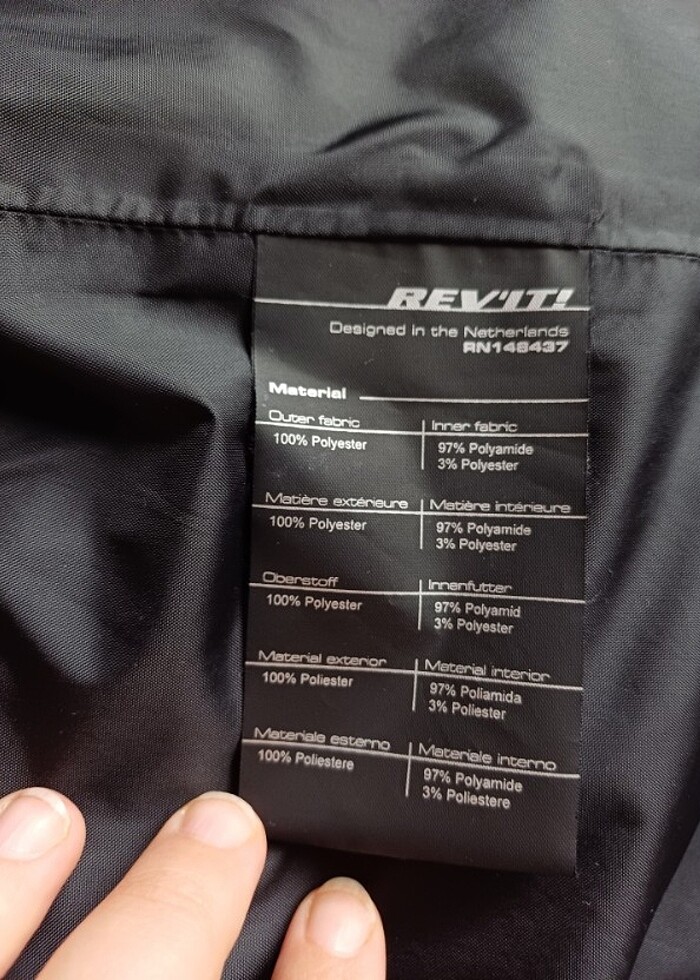 REV'IT!
Designed in the Netherlands
RN148437
Material
Outer fabric
100% Polyester
Inner fabric
97% Polyamide
3% Polyester
Matière extérieure
100% Polyester
Matière intérieure
97% Polyamide
3% Polyester
Oberstoff
100% Polyester
Innenfutter
97% Polyamid
3% Polyester
Material exterior
100% Poliester
Material interior
97% Poliamida
3% Poliester
Materiale esterno
100% Poliestere
Materiale interno
97% Polyamide
3% Poliestere